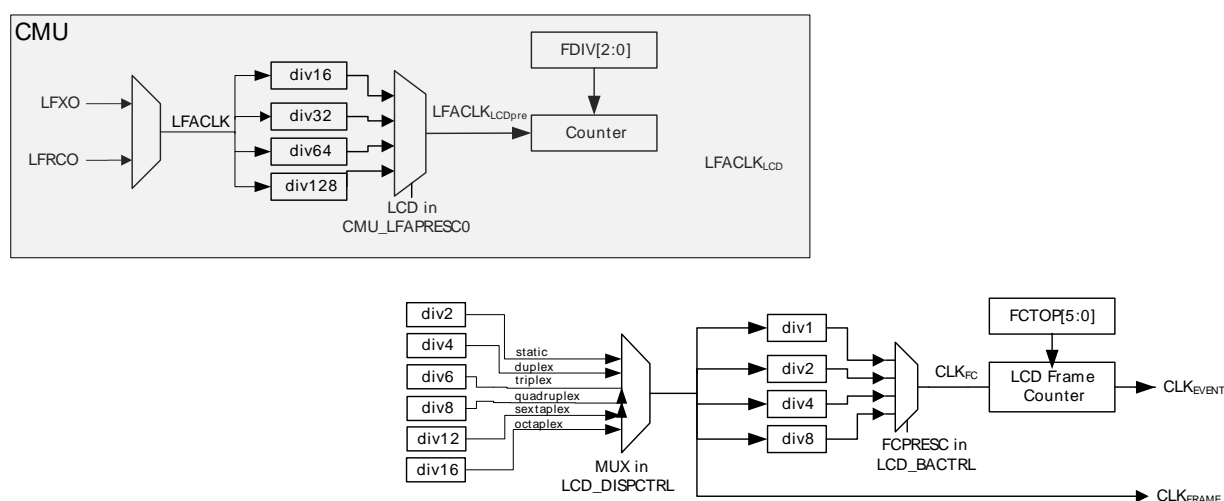 CMU
FDIV[2:0]
div16
LFXO
LFACLK
div32
LFACLKLCDpre
Counter
LFRCO
div64
LFACLKLCD
div128
LCD in
CMU_LFAPRESC0
div2
div4
div6
div8
div12
div16
static
duplex
triplex
quadruplex
sextaplex
octaplex
MUX in
LCD_DISPCTRL
div1
div2
div4
div8
FCPRESC in
LCD_BACTRL
CLKFC
FCTOP[5:0]
LCD Frame
Counter
CLKEVENT
CLKFRAME